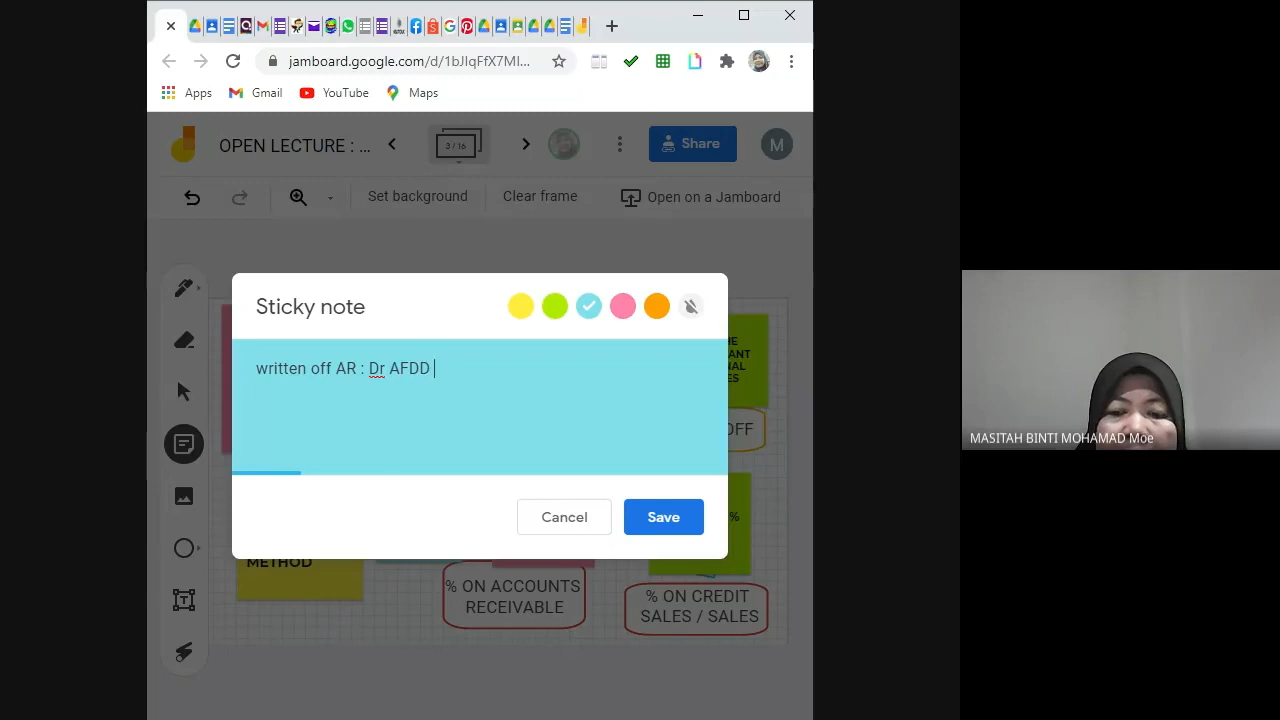 jamboard.google.com/d/1bJIqFfX7MI...
Apps Gmail YouTube Maps
OPEN LECTURE : ...
3 / 16
Share
M
Set background Clear frame Open on a Jamboard
Sticky note
written off AR : Dr AFDD
Cancel Save
OFF
%
METHOD
% ON ACCOUNTS
RECEIVABLE
% ON CREDIT
SALES / SALES
MASITAH BINTI MOHAMAD Moe